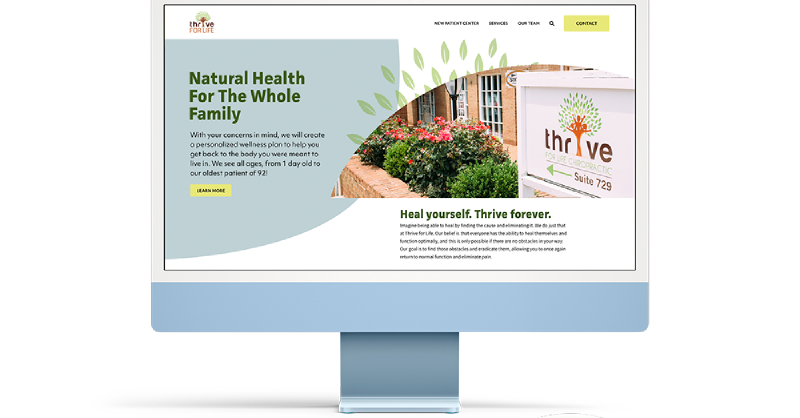 thrive
FOR LIFE
NEW PATIENT CENTER SERVICES OUR TEAM CONTACT
Natural Health
For The Whole
Family
With your concerns in mind, we will create
a personalized wellness plan to help you
get back to the body you were meant to
live in. We see all ages, from 1 day old to
our oldest patient of 92!
LEARN MORE
thrive
FOR LIFE CHIROPRACTIC
Suite 729
Heal yourself. Thrive forever.
Imagine being able to heal by finding the cause and eliminating it. We do just that
at Thrive for Life. Our belief is that everyone has the ability to heal themselves and
function optimally, and this is only possible if there are no obstacles in your way.
Our goal is to find those obstacles and eradicate them, allowing you to once again
return to normal function and eliminate pain.